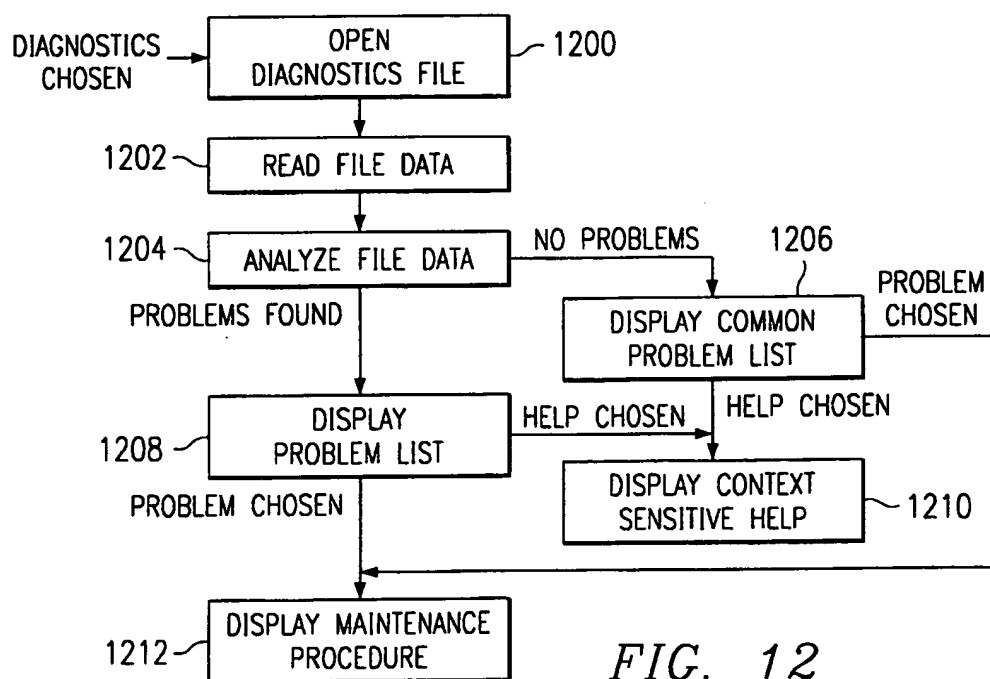 DIAGNOSTICS
CHOSEN
OPEN
DIAGNOSTICS FILE
1200
1202
READ FILE DATA
1204
ANALYZE FILE DATA
NO PROBLEMS
1206
PROBLEMS FOUND
DISPLAY COMMON
PROBLEM LIST
PROBLEM
CHOSEN
1208
DISPLAY
PROBLEM LIST
HELP CHOSEN
HELP CHOSEN
PROBLEM CHOSEN
DISPLAY CONTEXT
SENSITIVE HELP
1210
1212
DISPLAY MAINTENANCE
PROCEDURE
FIG. 12